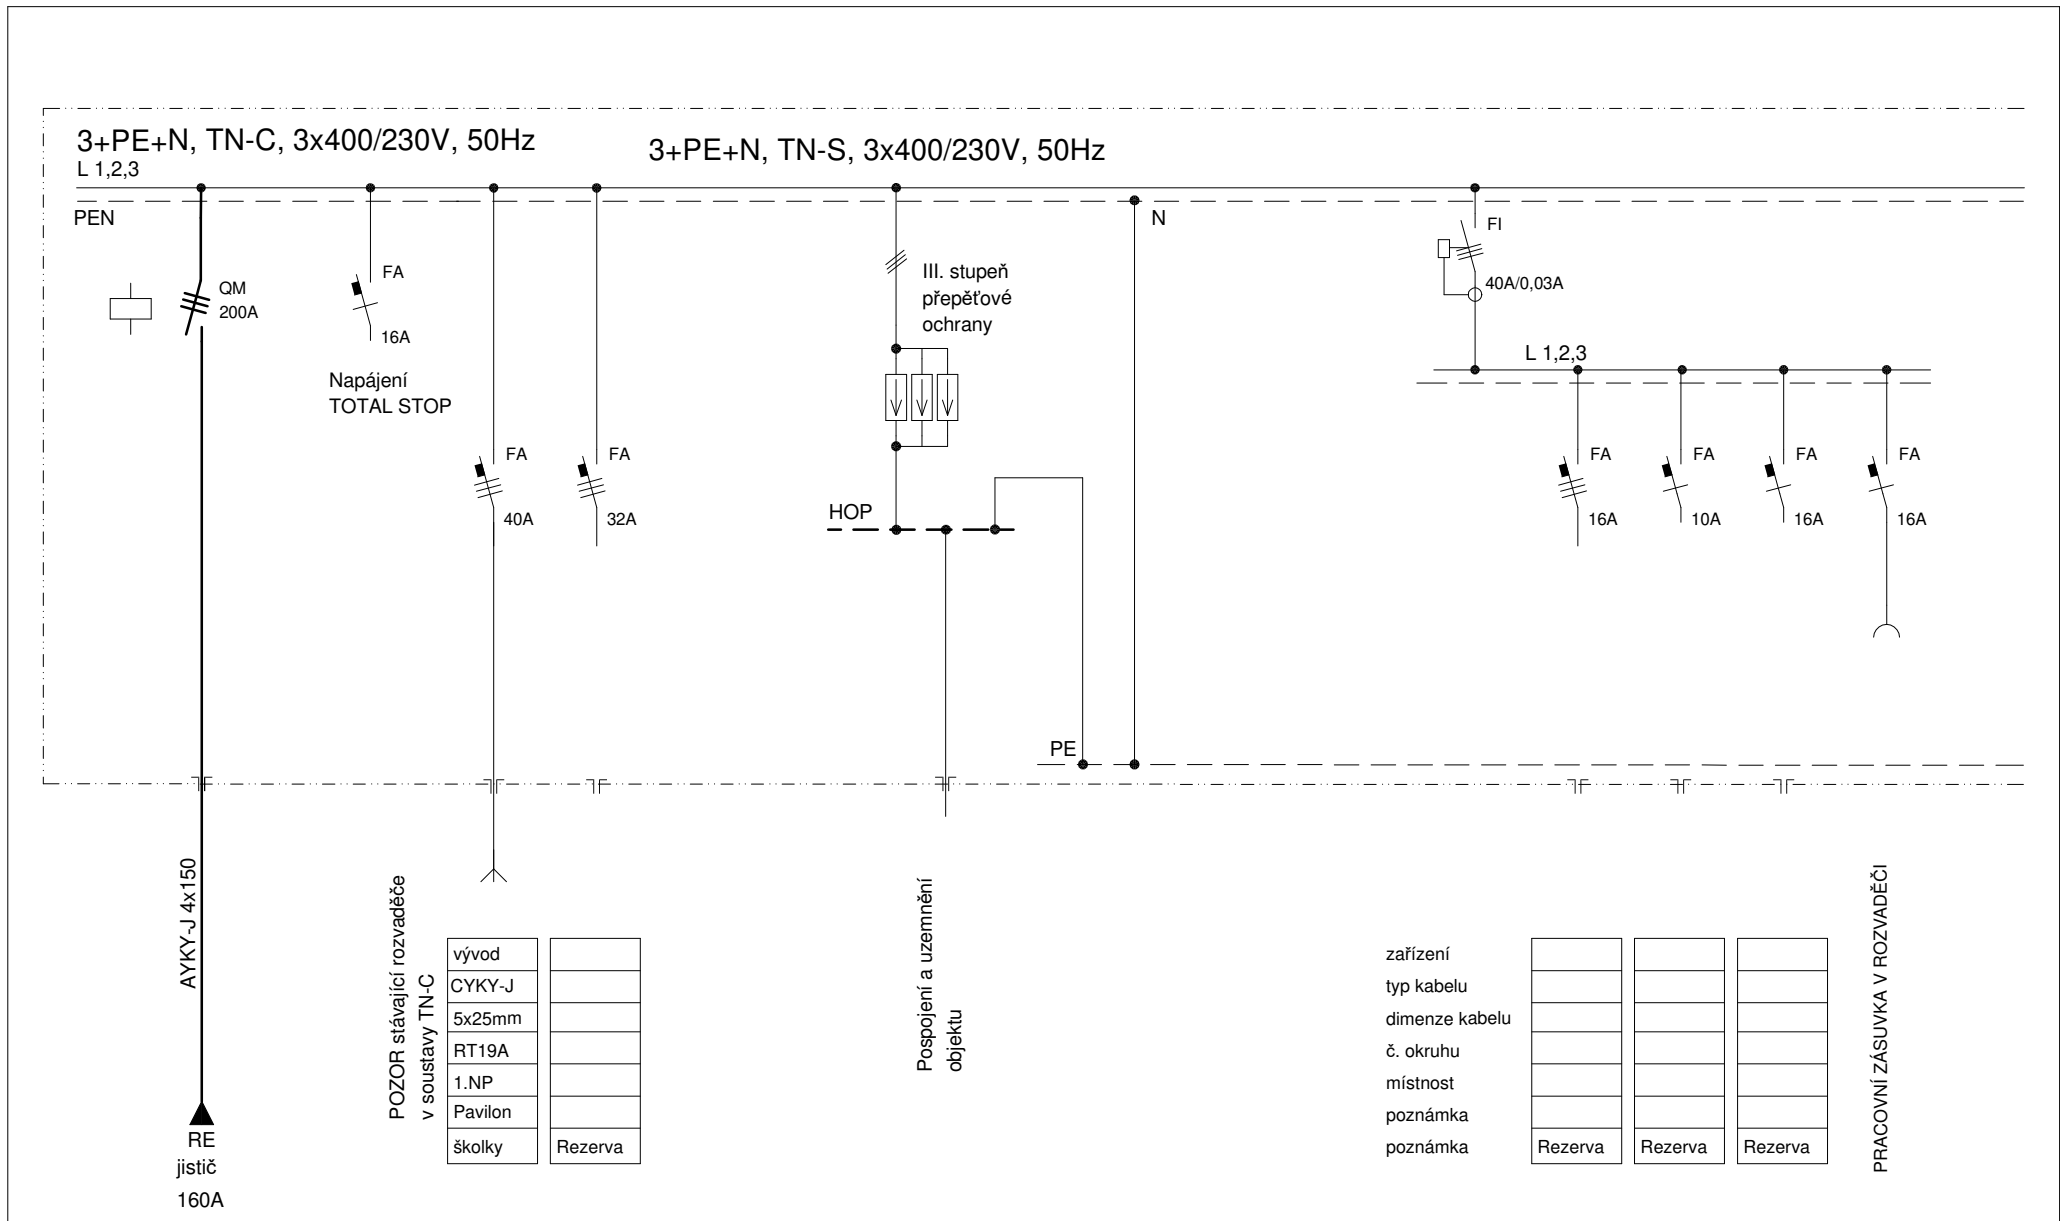 3+PE+N, TN-C, 3x400/230V, 50Hz
3+PE+N, TN-S, 3x400/230V, 50Hz
L 1,2,3
PEN
N
QM
200A
FA
16A
Napájení
TOTAL STOP
FA
40A
FA
32A
III. stupeň
přepěťové
ochrany
HOP
PE
FI
40A/0,03A
L 1,2,3
FA
16A
FA
10A
FA
16A
FA
16A
AYKY-J 4x150
RE
jistič
160A
POZOR stávající rozvaděče
v soustavy TN-C
vývod
CYKY-J
5x25mm
RT19A
1.NP
Pavilon
školky
Rezerva
Pospojení a uzemnění
objektu
zařízení
typ kabelu
dimenze kabelu
č. okruhu
místnost
poznámka
poznámka
Rezerva
Rezerva
Rezerva
PRACOVNÍ ZÁSUVKA V ROZVADĚČI